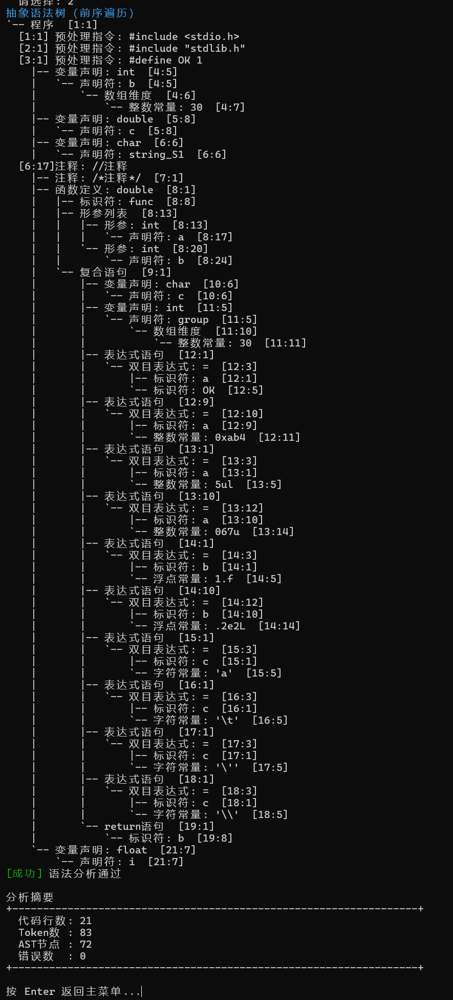 请选择: 2
抽象语法树 (前序遍历)
`-- 程序  [1:1]
  [1:1] 预处理指令: #include <stdio.h>
  [2:1] 预处理指令: #include "stdlib.h"
  [3:1] 预处理指令: #define OK 1
    |-- 变量声明: int  [4:5]
    |   `-- 声明符: b  [4:5]
    |       `-- 数组维度  [4:6]
    |           `-- 整数常量: 30  [4:7]
    |-- 变量声明: double  [5:8]
    |   `-- 声明符: c  [5:8]
    |-- 变量声明: char  [6:6]
    |   `-- 声明符: string_S1  [6:6]
  [6:17]注释: //注释
    |-- 注释: /*注释*/  [7:1]
    |-- 函数定义: double  [8:1]
    |   |-- 标识符: func  [8:8]
    |   |-- 形参列表  [8:13]
    |   |   |-- 形参: int  [8:13]
    |   |   |   `-- 声明符: a  [8:17]
    |   |   `-- 形参: int  [8:20]
    |   |       `-- 声明符: b  [8:24]
    |   `-- 复合语句  [9:1]
    |       |-- 变量声明: char  [10:6]
    |       |   `-- 声明符: c  [10:6]
    |       |-- 变量声明: int  [11:5]
    |       |   `-- 声明符: group  [11:5]
    |       |       `-- 数组维度  [11:10]
    |       |           `-- 整数常量: 30  [11:11]
    |       |-- 表达式语句  [12:1]
    |       |   `-- 双目表达式: =  [12:3]
    |       |       |-- 标识符: a  [12:1]
    |       |       `-- 标识符: OK  [12:5]
    |       |-- 表达式语句  [12:9]
    |       |   `-- 双目表达式: =  [12:10]
    |       |       |-- 标识符: a  [12:9]
    |       |       `-- 整数常量: 0xab4  [12:11]
    |       |-- 表达式语句  [13:1]
    |       |   `-- 双目表达式: =  [13:3]
    |       |       |-- 标识符: a  [13:1]
    |       |       `-- 整数常量: 5ul  [13:5]
    |       |-- 表达式语句  [13:10]
    |       |   `-- 双目表达式: =  [13:12]
    |       |       |-- 标识符: a  [13:10]
    |       |       `-- 整数常量: 067u  [13:14]
    |       |-- 表达式语句  [14:1]
    |       |   `-- 双目表达式: =  [14:3]
    |       |       |-- 标识符: b  [14:1]
    |       |       `-- 浮点常量: 1.f  [14:5]
    |       |-- 表达式语句  [14:10]
    |       |   `-- 双目表达式: =  [14:12]
    |       |       |-- 标识符: b  [14:10]
    |       |       `-- 浮点常量: .2e2L  [14:14]
    |       |-- 表达式语句  [15:1]
    |       |   `-- 双目表达式: =  [15:3]
    |       |       |-- 标识符: c  [15:1]
    |       |       `-- 字符常量: 'a'  [15:5]
    |       |-- 表达式语句  [16:1]
    |       |   `-- 双目表达式: =  [16:3]
    |       |       |-- 标识符: c  [16:1]
    |       |       `-- 字符常量: '\t'  [16:5]
    |       |-- 表达式语句  [17:1]
    |       |   `-- 双目表达式: =  [17:3]
    |       |       |-- 标识符: c  [17:1]
    |       |       `-- 字符常量: '\''  [17:5]
    |       |-- 表达式语句  [18:1]
    |       |   `-- 双目表达式: =  [18:3]
    |       |       |-- 标识符: c  [18:1]
    |       |       `-- 字符常量: '\\'  [18:5]
    |       `-- return语句  [19:1]
    |           `-- 标识符: b  [19:8]
    `-- 变量声明: float  [21:7]
        `-- 声明符: i  [21:7]
[成功] 语法分析通过
分析摘要
+------------------------------------------------------------------+
  代码行数: 21
  Token数 : 83
  AST节点 : 72
  错误数  : 0
+------------------------------------------------------------------+
按 Enter 返回主菜单...